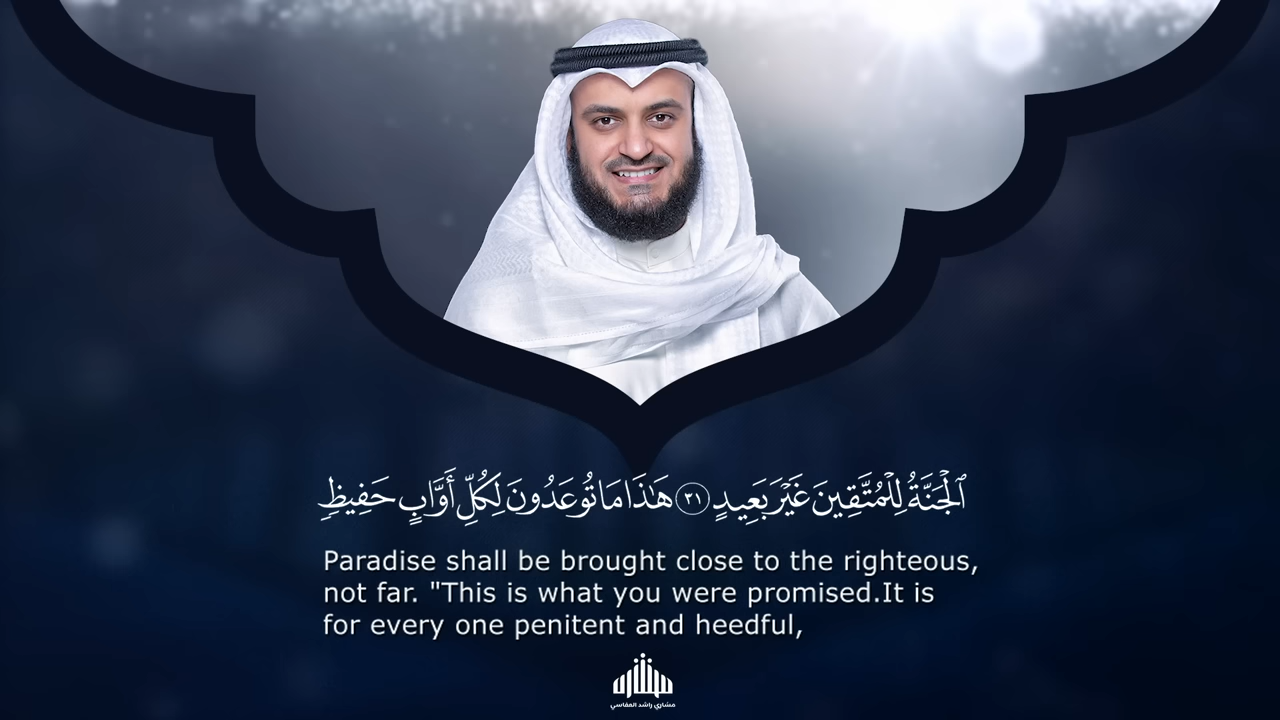 ٱلْجَنَّةُ لِلْمُتَّقِينَ غَيْرَ بَعِيدٍ ٣١ هَٰذَا مَا تُوعَدُونَ لِكُلِّ أَوَّابٍ حَفِيظٍ
Paradise shall be brought close to the righteous,
not far. "This is what you were promised.It is
for every one penitent and heedful,
مشاري راشد العفاسي